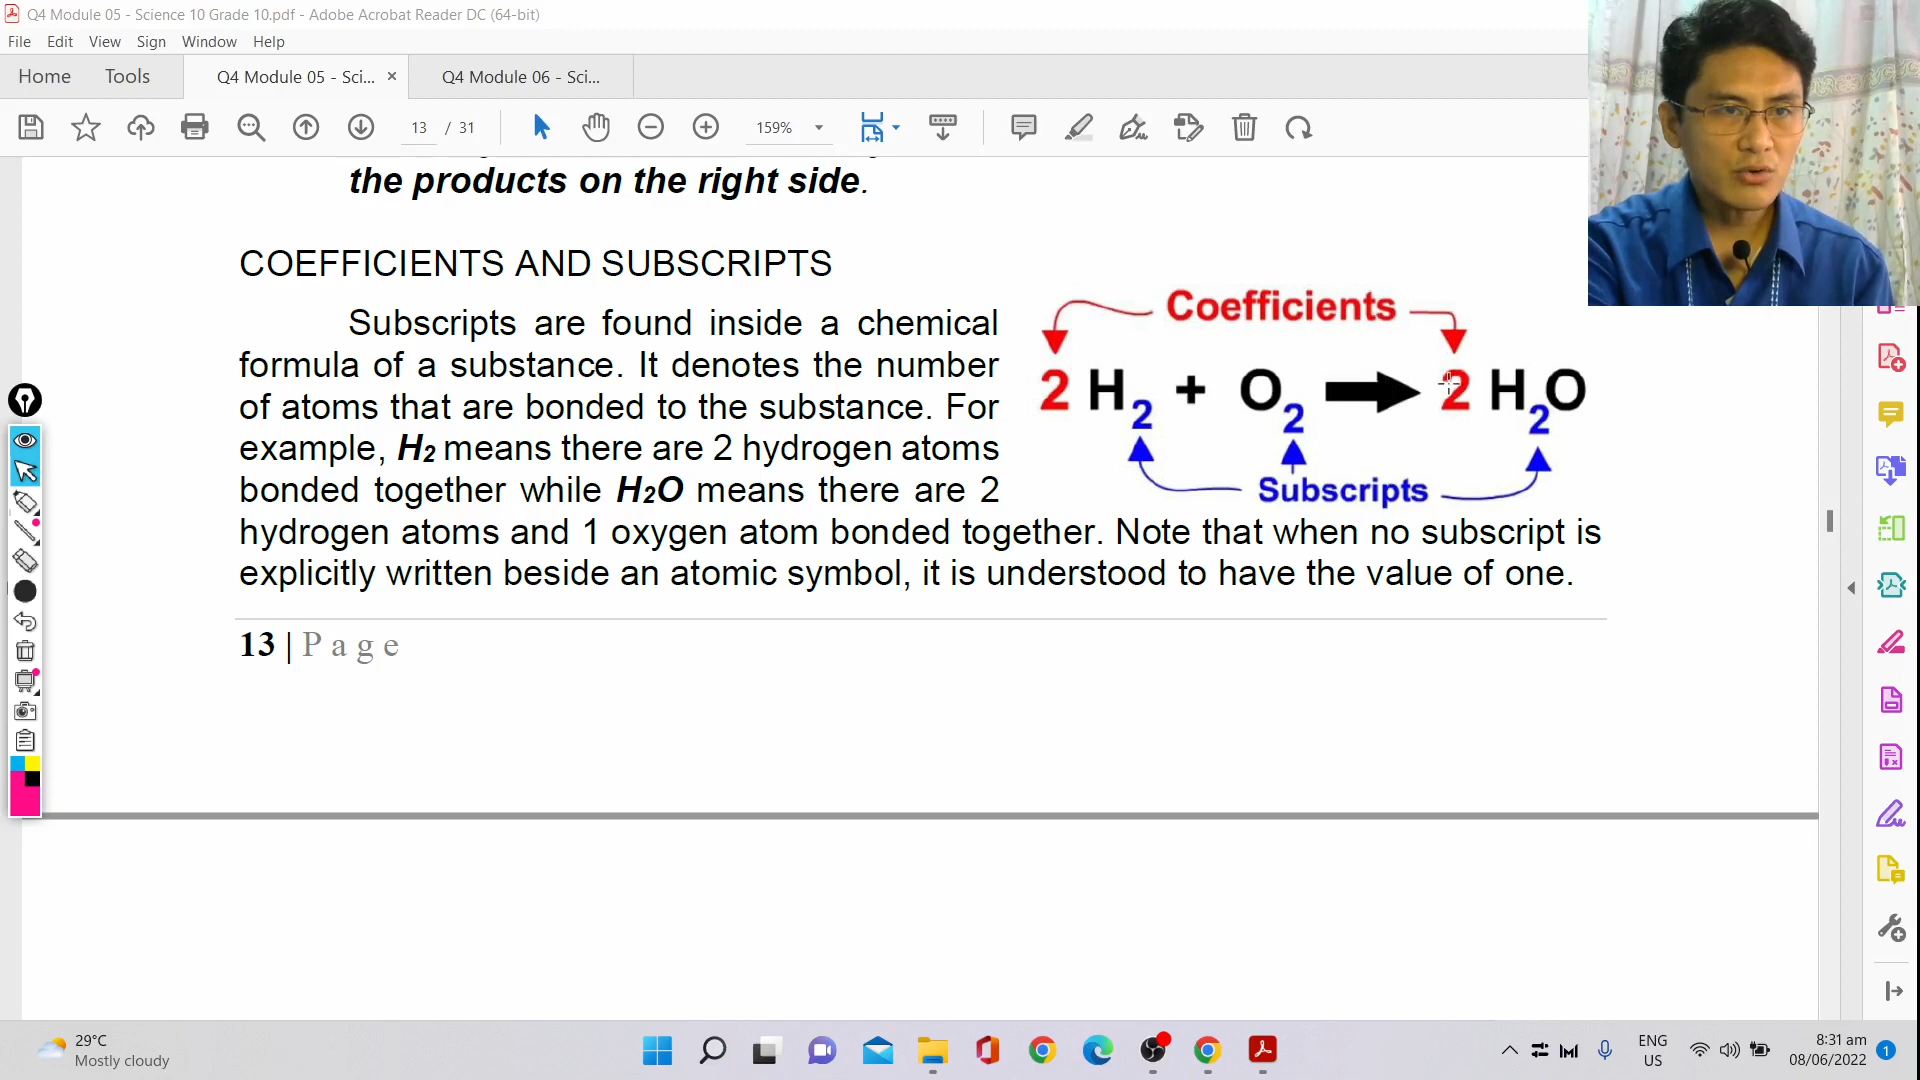 Q4 Module 05 - Science 10 Grade 10.pdf - Adobe Acrobat Reader DC (64-bit)
File Edit View Sign Window Help
Home Tools Q4 Module 05 - Sci... × Q4 Module 06 - Sci...
13 / 31 159%
the products on the right side.
COEFFICIENTS AND SUBSCRIPTS
Subscripts are found inside a chemical
formula of a substance. It denotes the number
of atoms that are bonded to the substance. For
example, H2 means there are 2 hydrogen atoms
bonded together while H2O means there are 2
hydrogen atoms and 1 oxygen atom bonded together. Note that when no subscript is
explicitly written beside an atomic symbol, it is understood to have the value of one.
Coefficients
2 H2 + O2 → 2 H2O
Subscripts
13 | P a g e
29°C
Mostly cloudy
ENG
US
8:31 am
08/06/2022
1